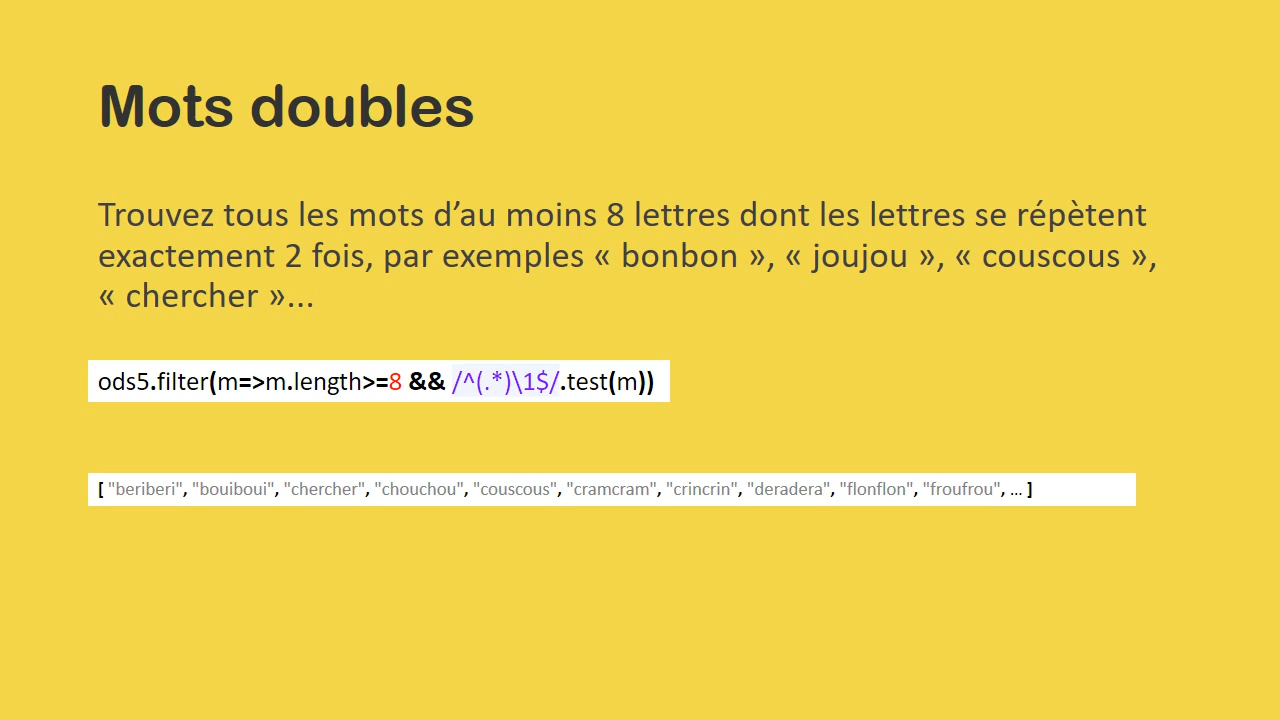 Mots doubles
Trouvez tous les mots d’au moins 8 lettres dont les lettres se répètent
exactement 2 fois, par exemples « bonbon », « joujou », « couscous »,
« chercher »...
ods5.filter(m=>m.length>=8 && /^(.*)\1$/.test(m))
[ "beriberi", "bouiboui", "chercher", "chouchou", "couscous", "cramcram", "crincrin", "deradera", "flonflon", "froufrou", ... ]